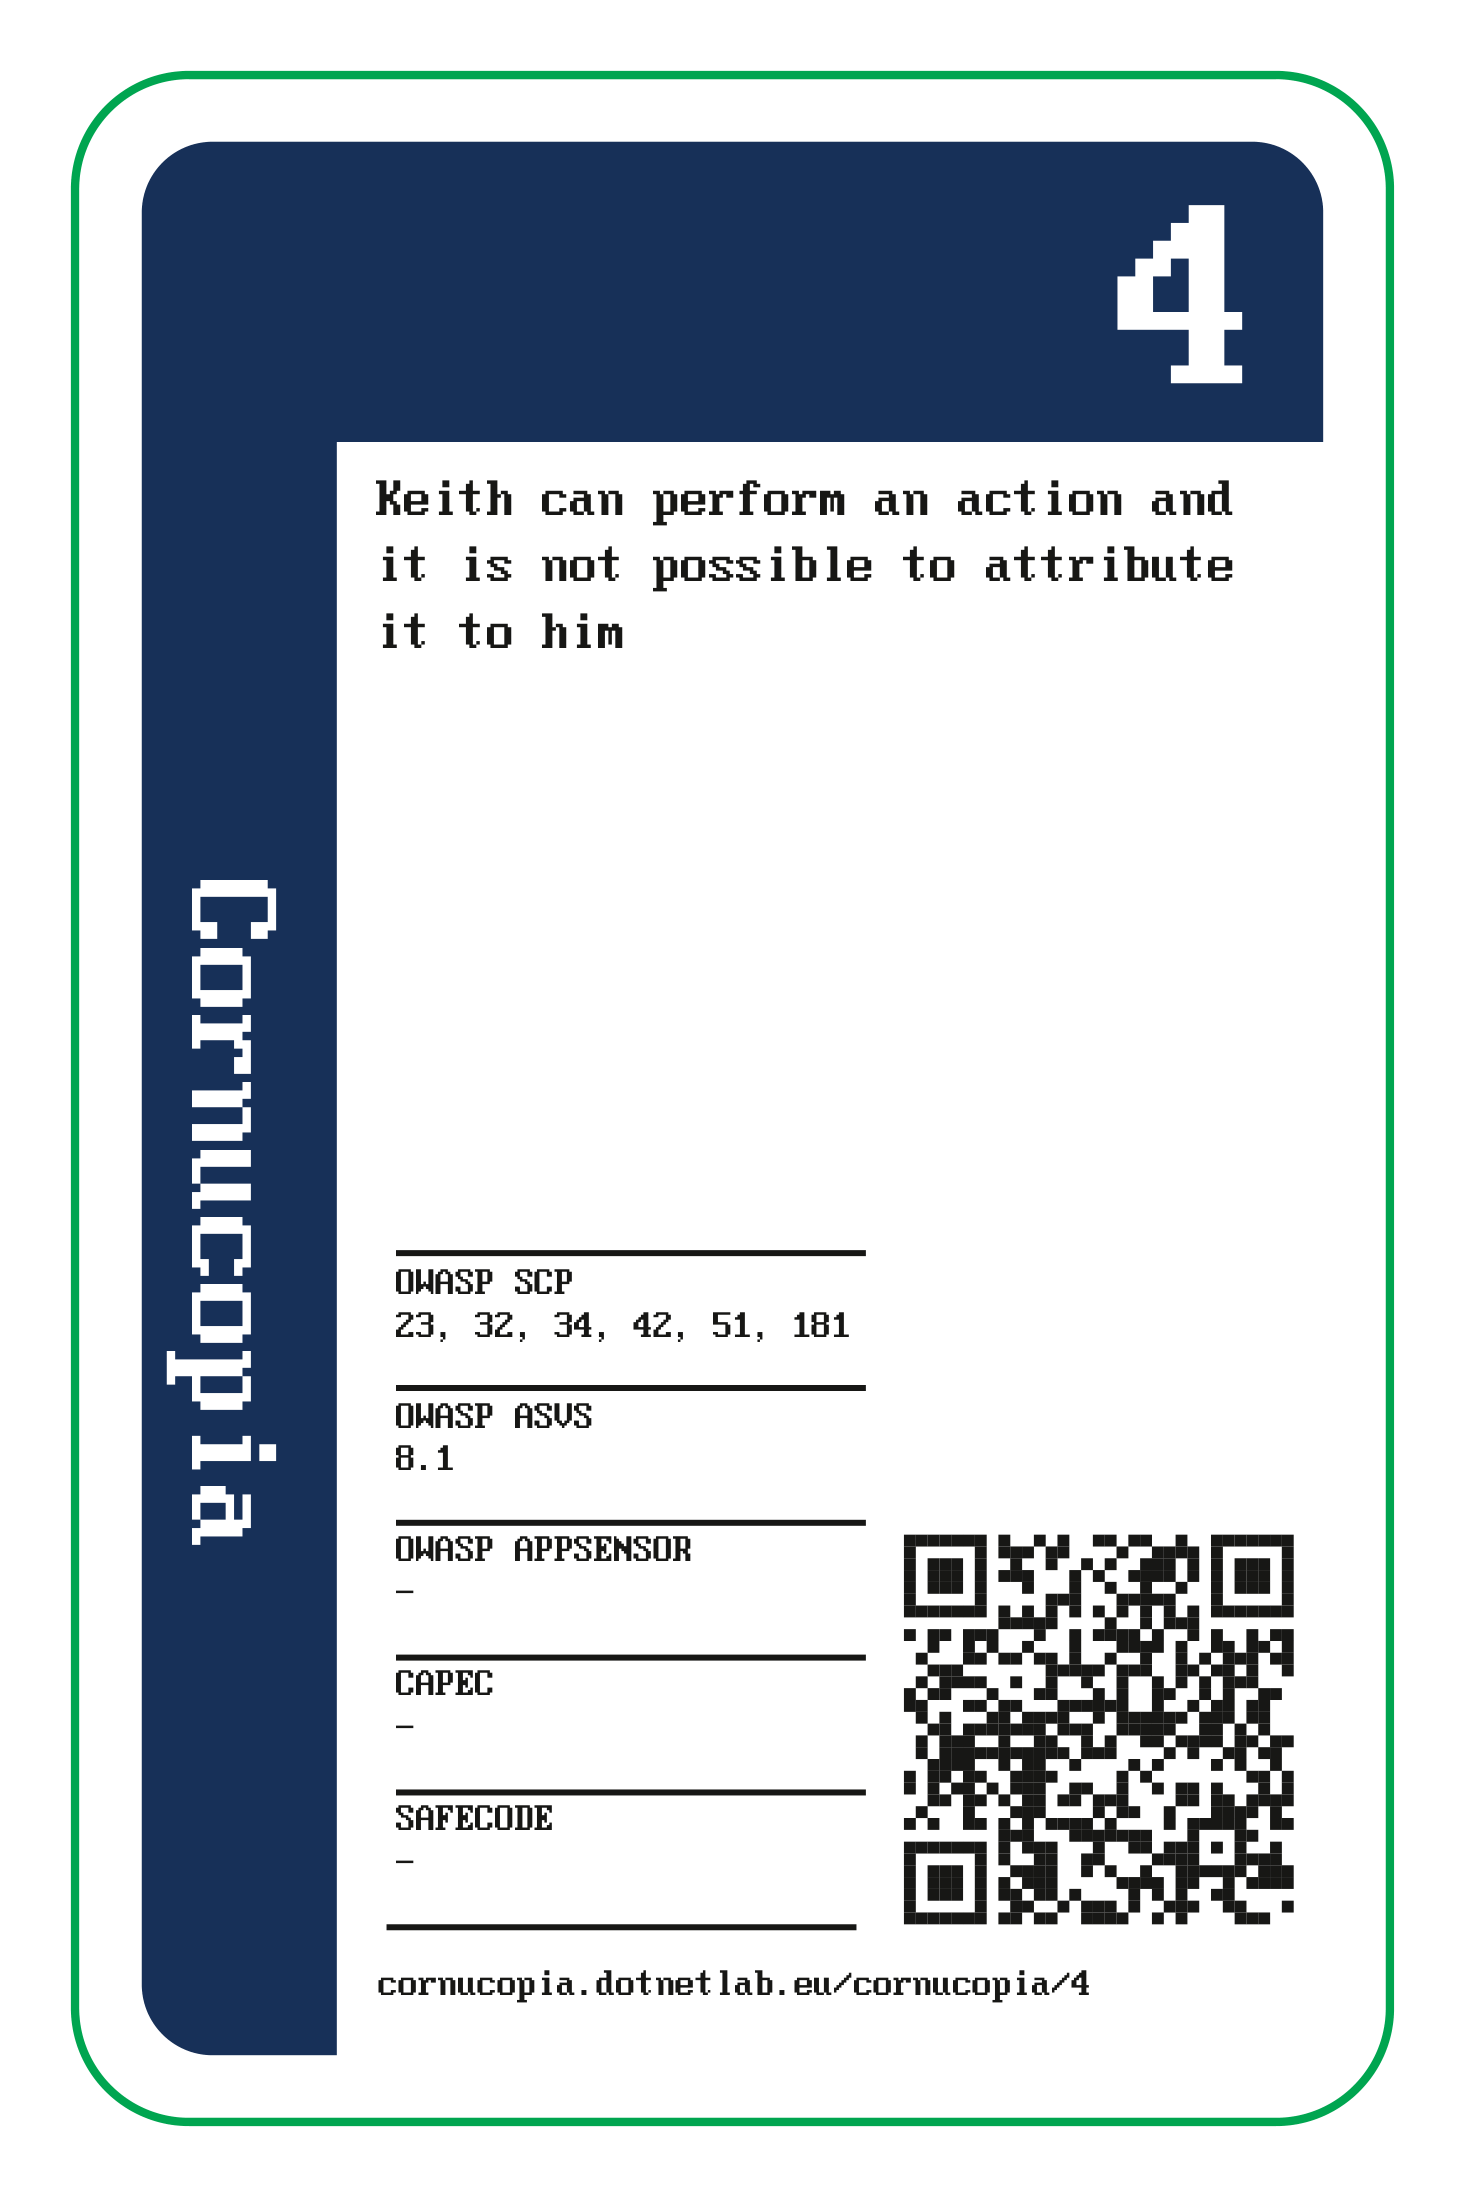 4
Keith can perform an action and
it is not possible to attribute
it to him
Cornucopia
OWASP SCP
23, 32, 34, 42, 51, 181
OWASP ASVS
8.1
OWASP APPSENSOR
–
CAPEC
–
SAFECODE
–
cornucopia.dotnetlab.eu/cornucopia/4